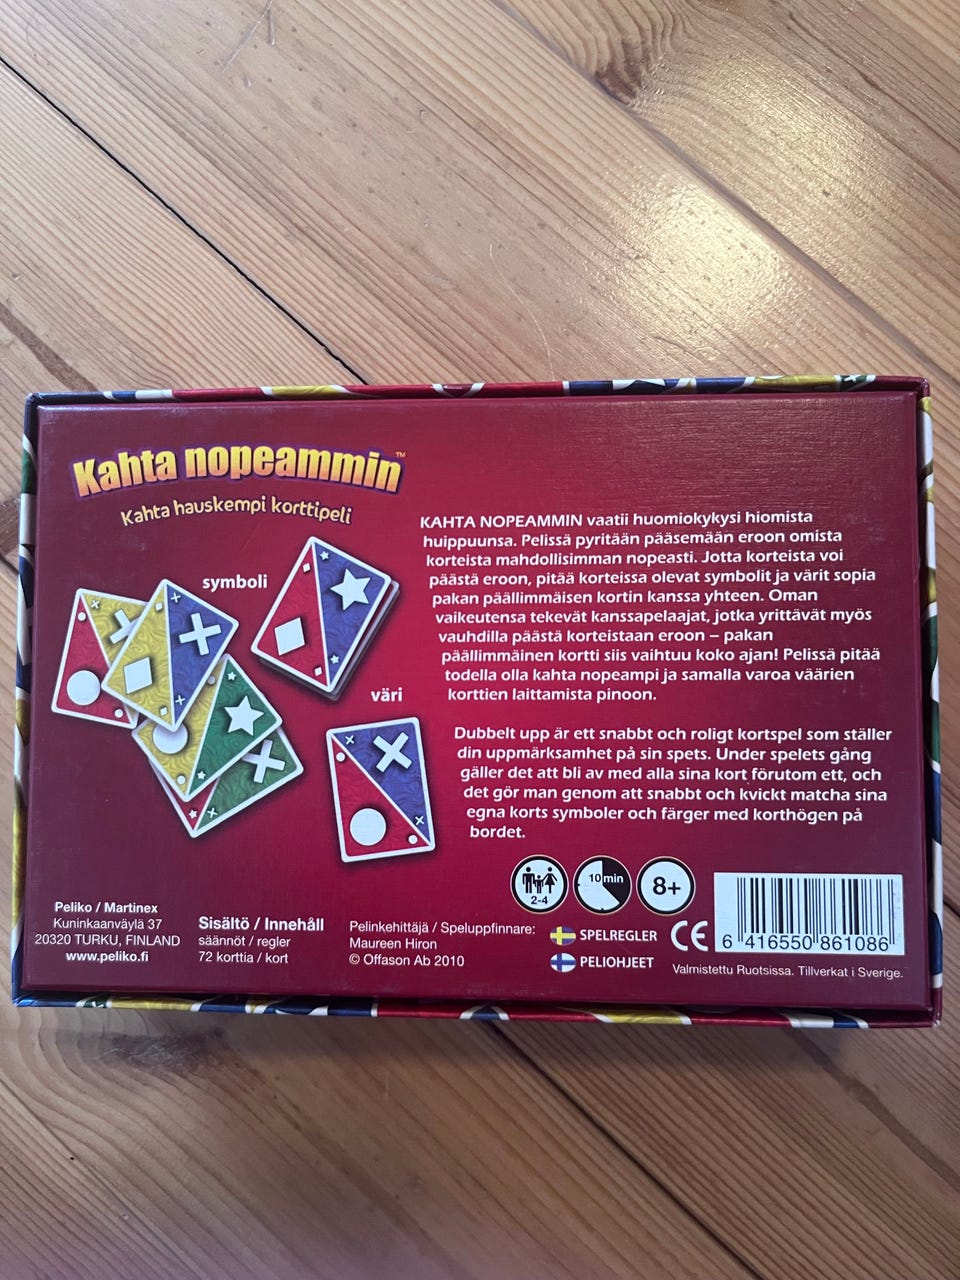 Kahta nopeammin™
Kahta hauskempi korttipeli
symboli
väri
KAHTA NOPEAMMIN vaatii huomiokykysi hiomista
huippuunsa. Pelissä pyritään pääsemään eroon omista
korteista mahdollisimman nopeasti. Jotta korteista voi
päästä eroon, pitää korteissa olevat symbolit ja värit sopia
pakan päällimmäisen kortin kanssa yhteen. Oman
vaikeutensa tekevät kanssapelaajat, jotka yrittävät myös
vauhdilla päästä korteistaan eroon – pakan
päällimmäinen kortti siis vaihtuu koko ajan! Pelissä pitää
todella olla kahta nopeampi ja samalla varoa väärien
korttien laittamista pinoon.
Dubbelt upp är ett snabbt och roligt kortspel som ställer
din uppmärksamhet på sin spets. Under spelets gång
gäller det att bli av med alla sina kort förutom ett, och
det gör man genom att snabbt och kvickt matcha sina
egna korts symboler och färger med korthögen på
bordet.
2-4
10 min
8+
Peliko / Martinex
Kuninkaanväylä 37
20320 TURKU, FINLAND
www.peliko.fi
Sisältö / Innehåll
säännöt / regler
72 korttia / kort
Pelinkehittäjä / Speluppfinnare:
Maureen Hiron
© Offason Ab 2010
SPELREGLER
PELIOHJEET
CE
6 416550 861086
Valmistettu Ruotsissa. Tillverkat i Sverige.